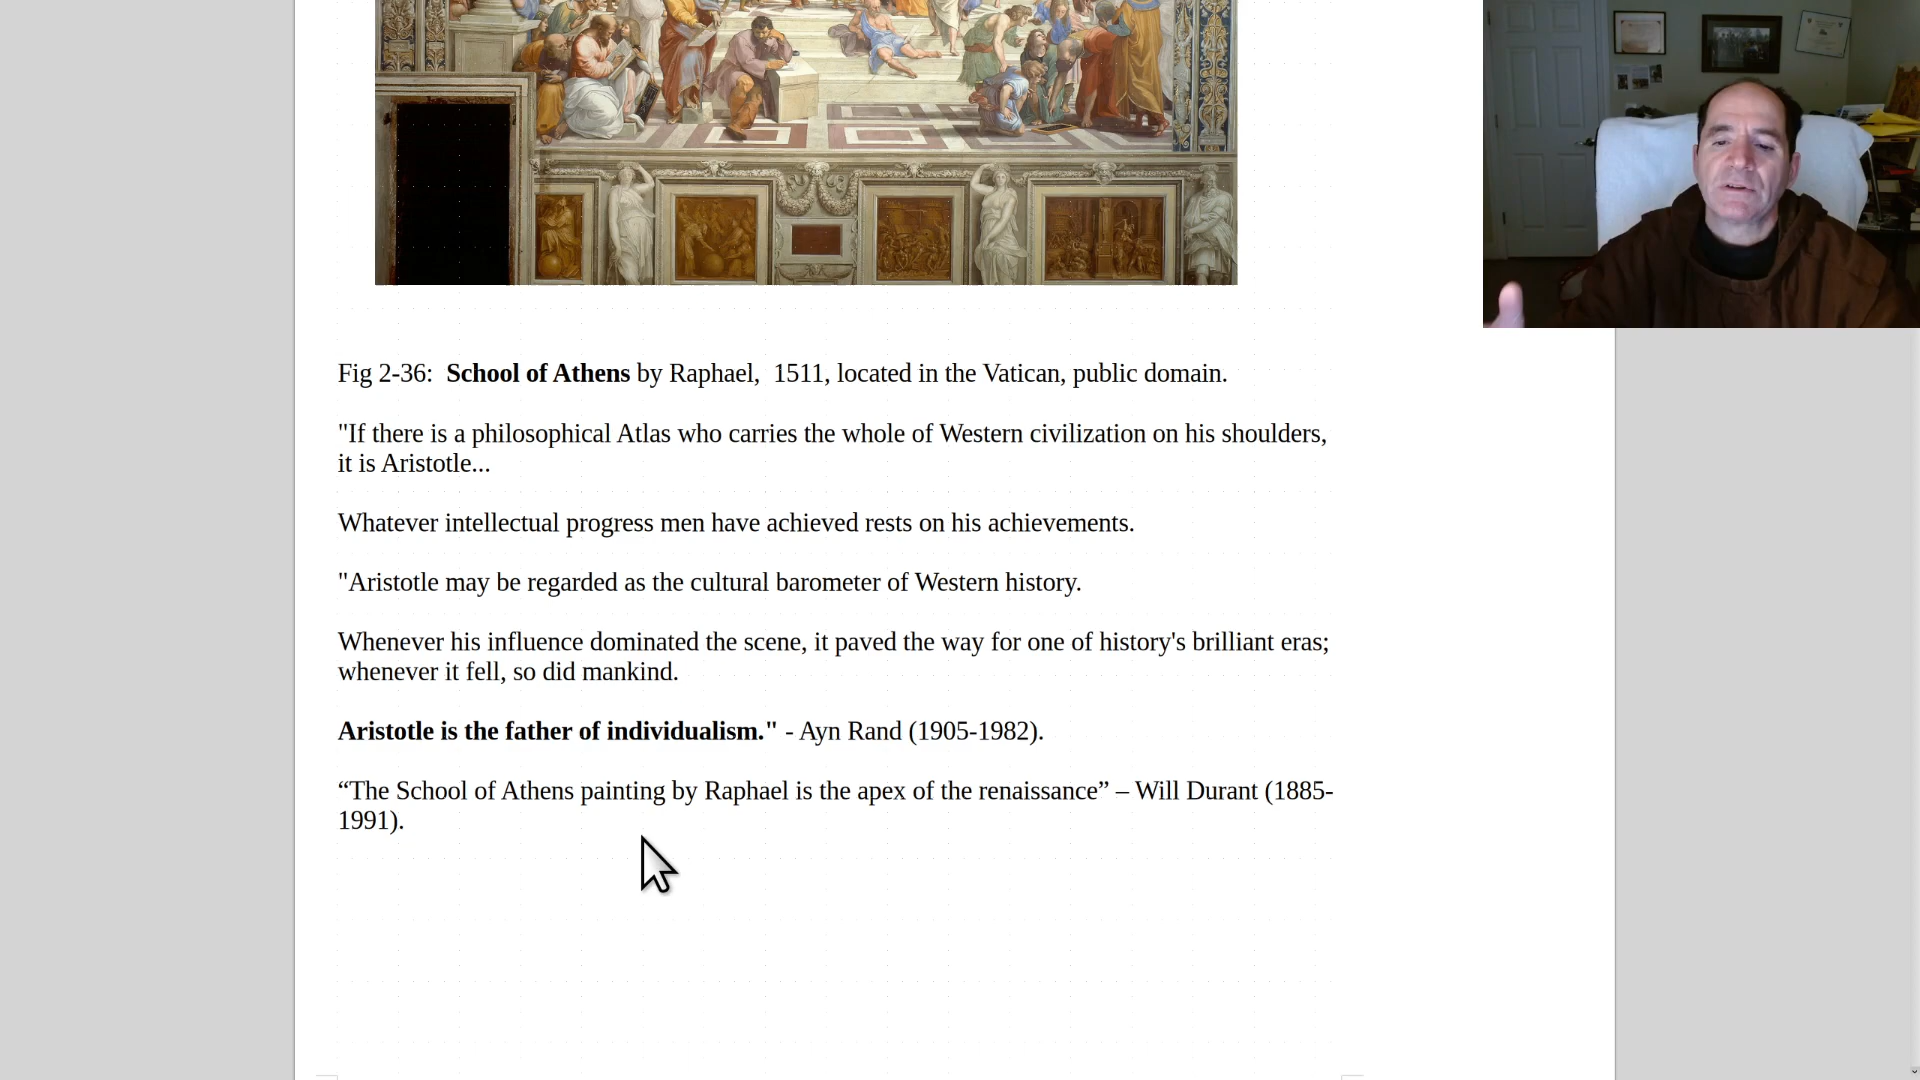 Fig 2-36:  School of Athens by Raphael,  1511, located in the Vatican, public domain.
"If there is a philosophical Atlas who carries the whole of Western civilization on his shoulders,
it is Aristotle...
Whatever intellectual progress men have achieved rests on his achievements.
"Aristotle may be regarded as the cultural barometer of Western history.
Whenever his influence dominated the scene, it paved the way for one of history's brilliant eras;
whenever it fell, so did mankind.
Aristotle is the father of individualism." - Ayn Rand (1905-1982).
“The School of Athens painting by Raphael is the apex of the renaissance” – Will Durant (1885-
1991).